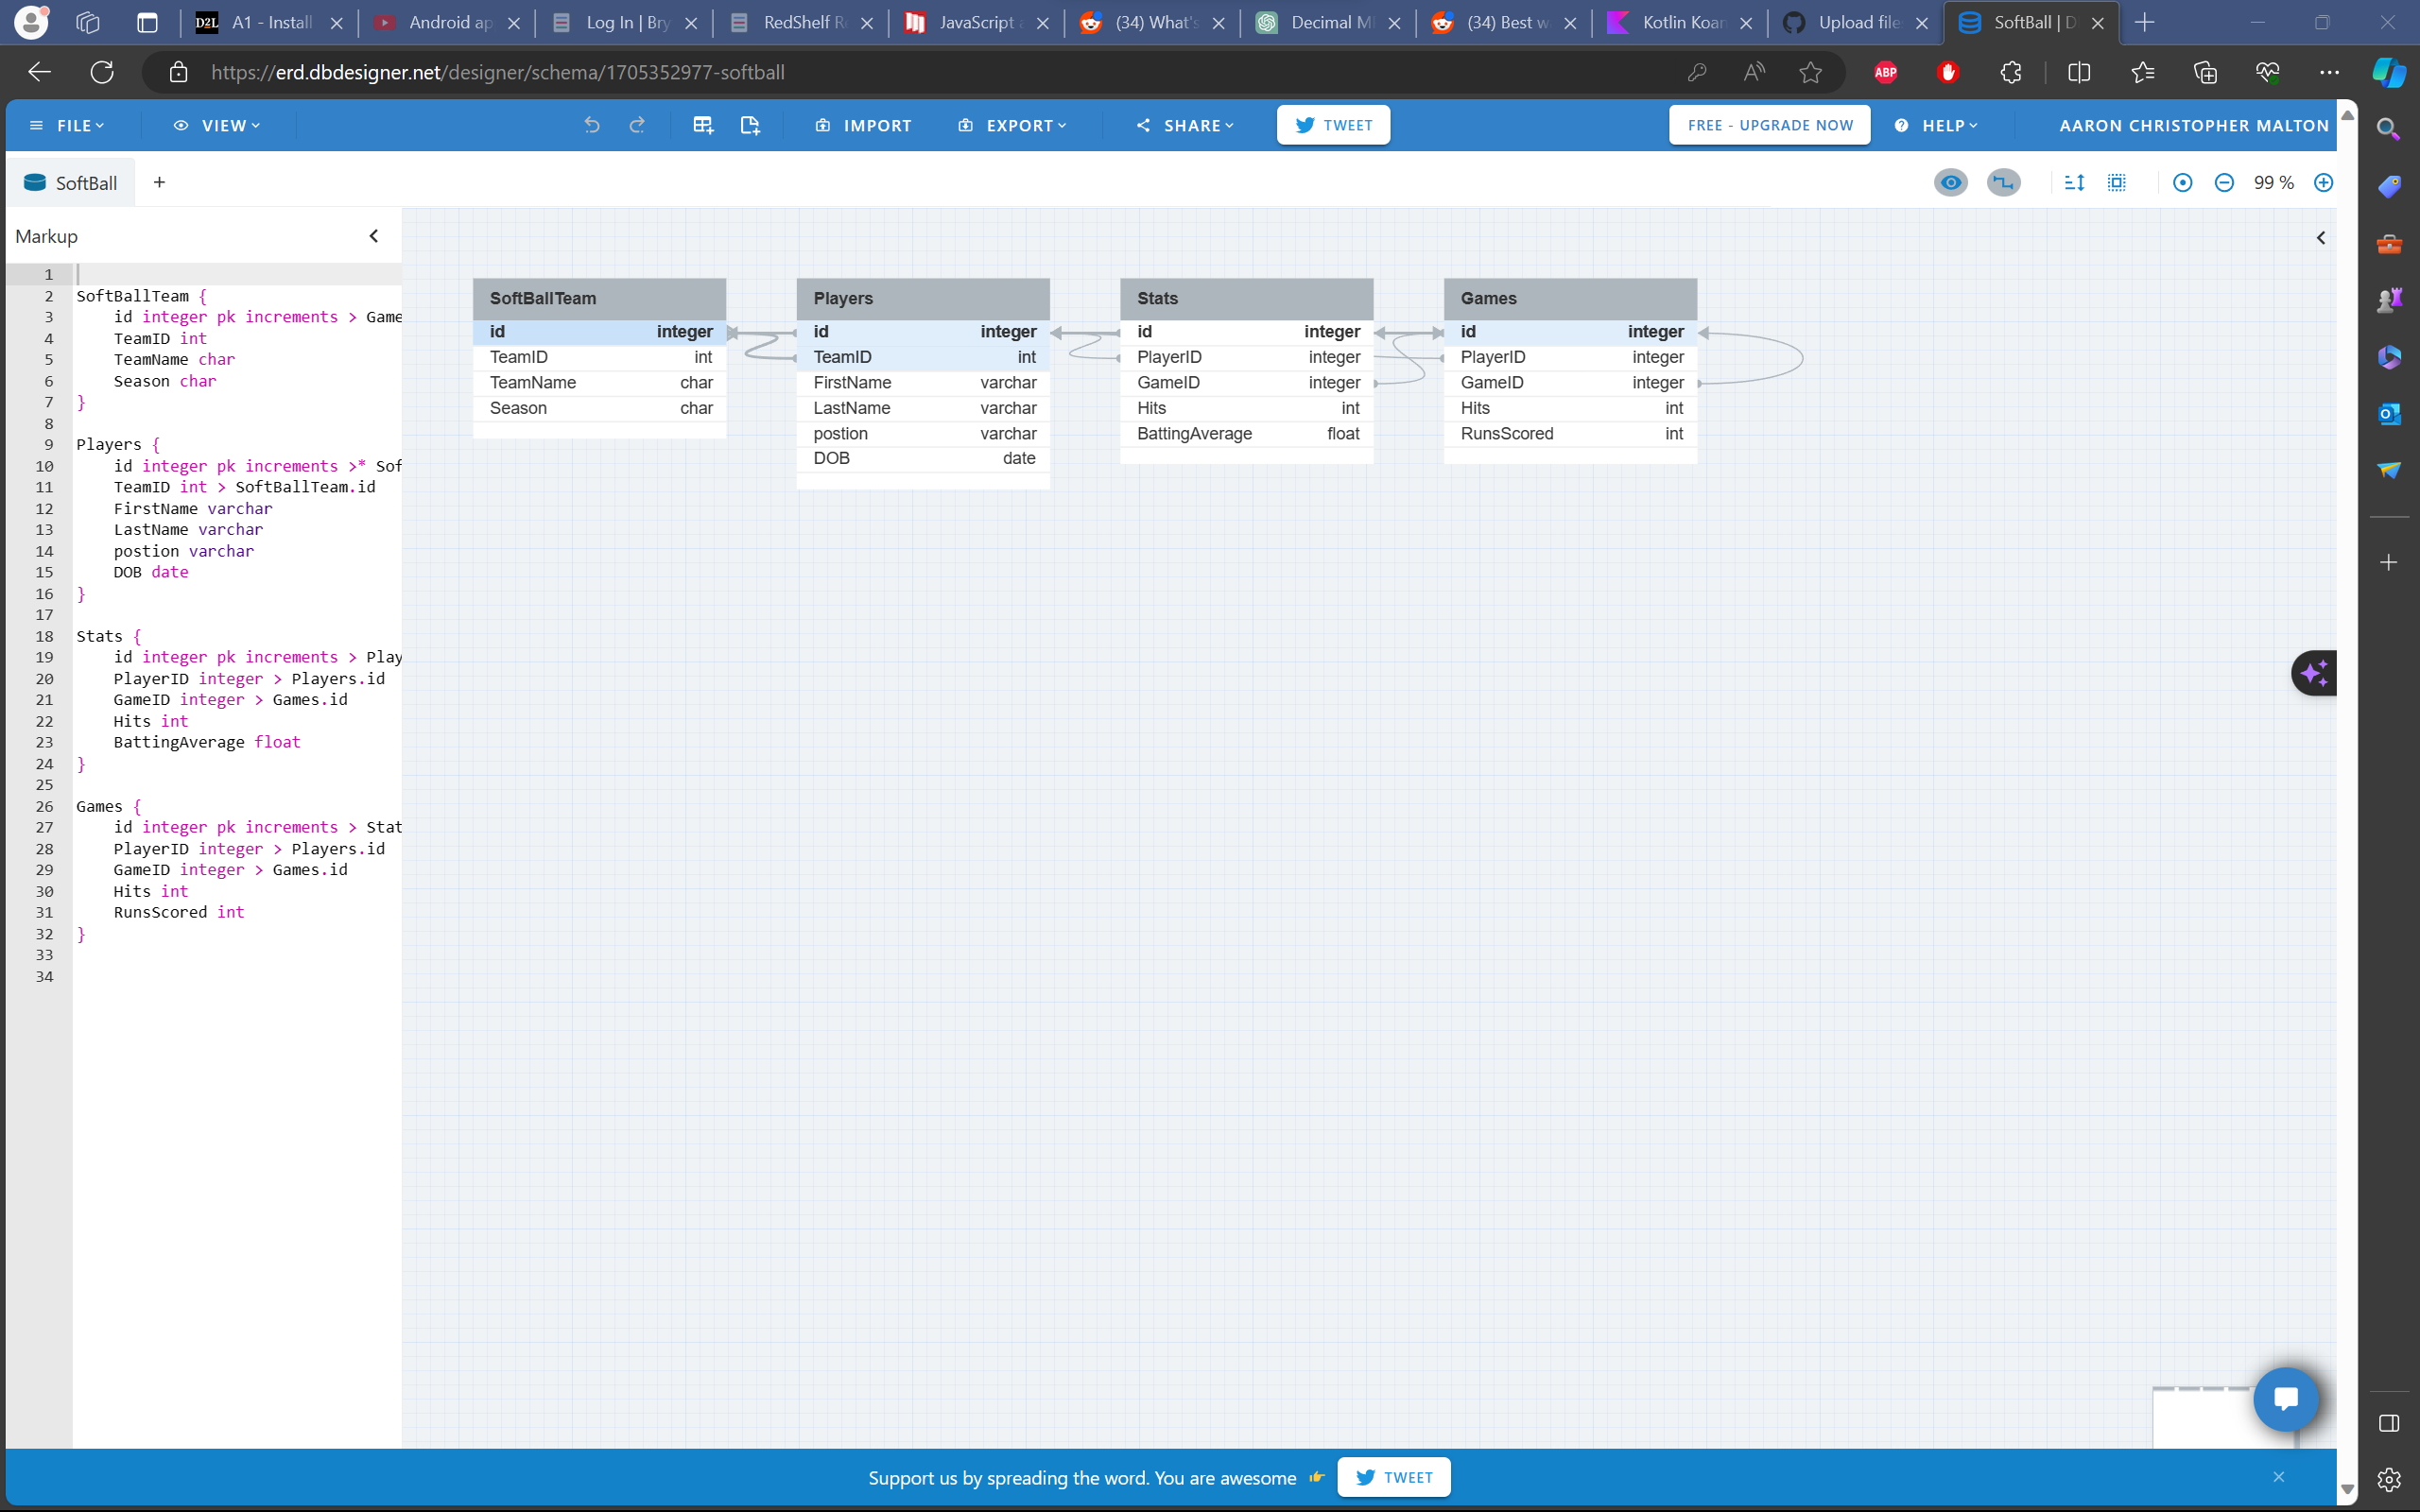 A1 - Install
Android ap
Log In | Bry
RedShelf R
JavaScript a
(34) What's
Decimal M
(34) Best w
Kotlin Koan
Upload file
SoftBall | D
https://erd.dbdesigner.net/designer/schema/1705352977-softball
ABP
FILE
VIEW
IMPORT
EXPORT
SHARE
TWEET
FREE - UPGRADE NOW
HELP
AARON CHRISTOPHER MALTON
SoftBall
99 %
Markup
1
2 SoftBallTeam {
3 id integer pk increments > Game
4 TeamID int
5 TeamName char
6 Season char
7 }
8
9 Players {
10 id integer pk increments >* Sof
11 TeamID int > SoftBallTeam.id
12 FirstName varchar
13 LastName varchar
14 postion varchar
15 DOB date
16 }
17
18 Stats {
19 id integer pk increments > Play
20 PlayerID integer > Players.id
21 GameID integer > Games.id
22 Hits int
23 BattingAverage float
24 }
25
26 Games {
27 id integer pk increments > Stat
28 PlayerID integer > Players.id
29 GameID integer > Games.id
30 Hits int
31 RunsScored int
32 }
33
34
SoftBallTeam
id integer
TeamID int
TeamName char
Season char
Players
id integer
TeamID int
FirstName varchar
LastName varchar
postion varchar
DOB date
Stats
id integer
PlayerID integer
GameID integer
Hits int
BattingAverage float
Games
id integer
PlayerID integer
GameID integer
Hits int
RunsScored int
Support us by spreading the word. You are awesome
TWEET